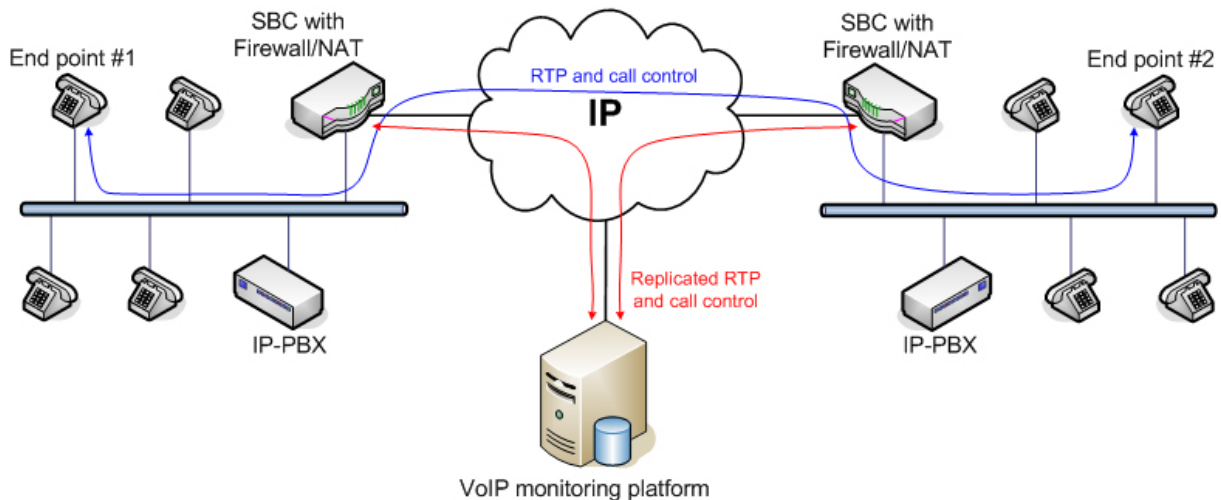 SBC with
Firewall/NAT
SBC with
Firewall/NAT
End point #1
End point #2
RTP and call control
IP
Replicated RTP
and call control
IP-PBX
IP-PBX
VoIP monitoring platform